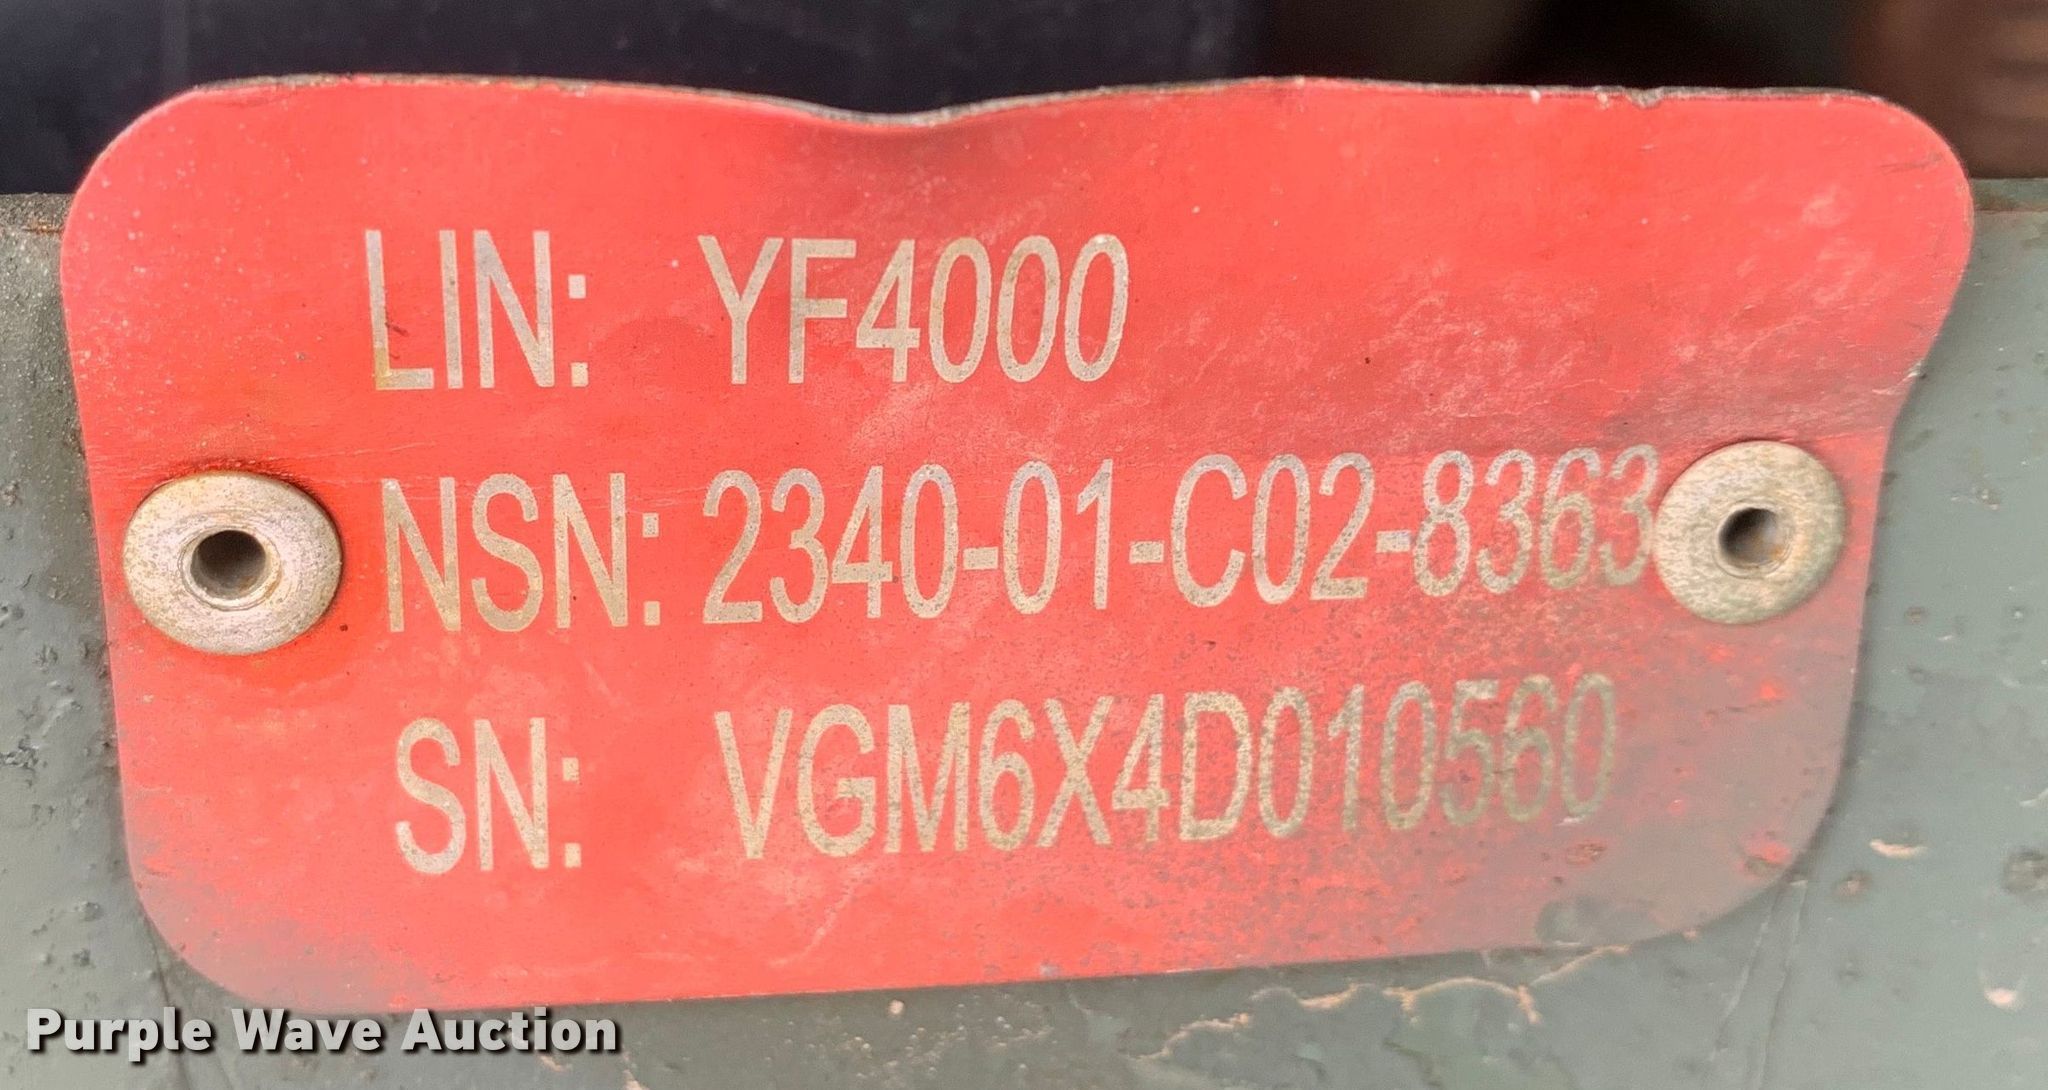 LIN: YF4000
NSN: 2340-01-C02-8363
SN: VGM6X4D010560
Purple Wave Auction